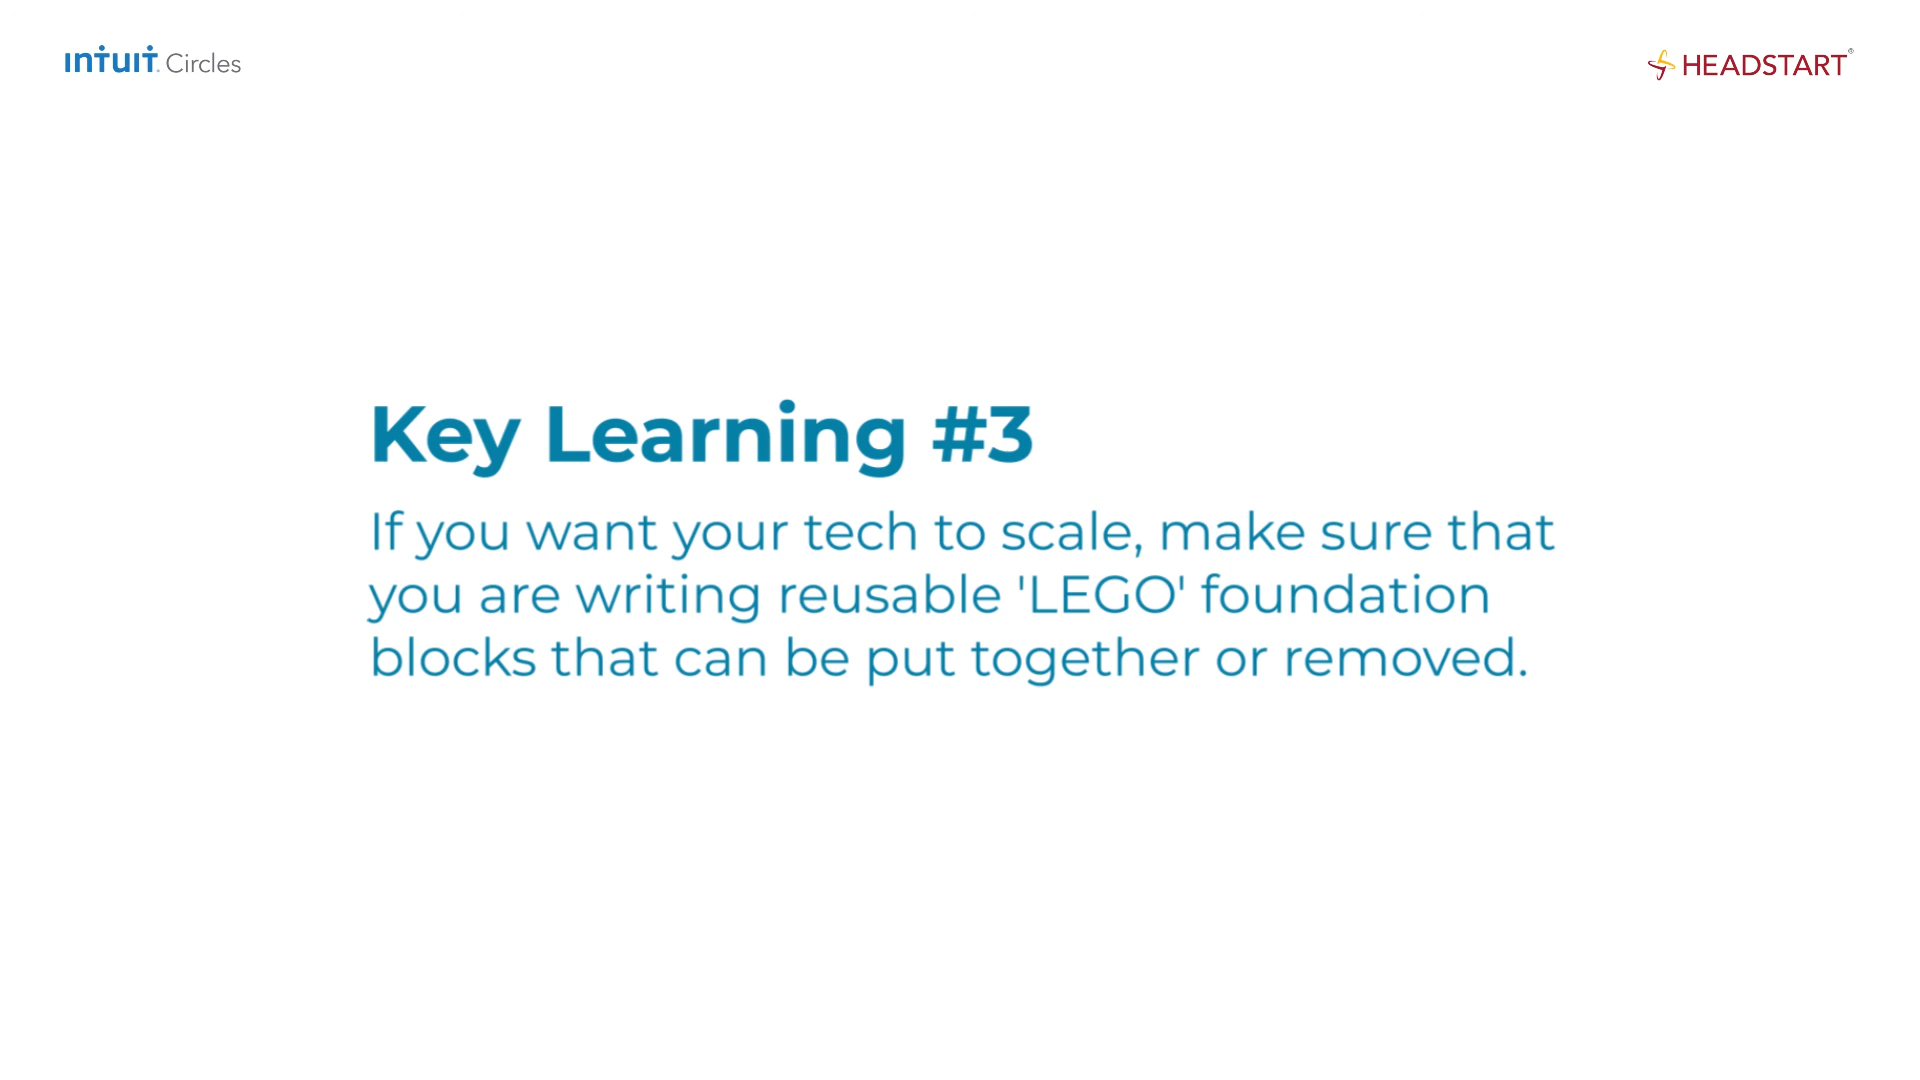 INTUIT Circles
HEADSTART®
Key Learning #3
If you want your tech to scale, make sure that
you are writing reusable 'LEGO' foundation
blocks that can be put together or removed.